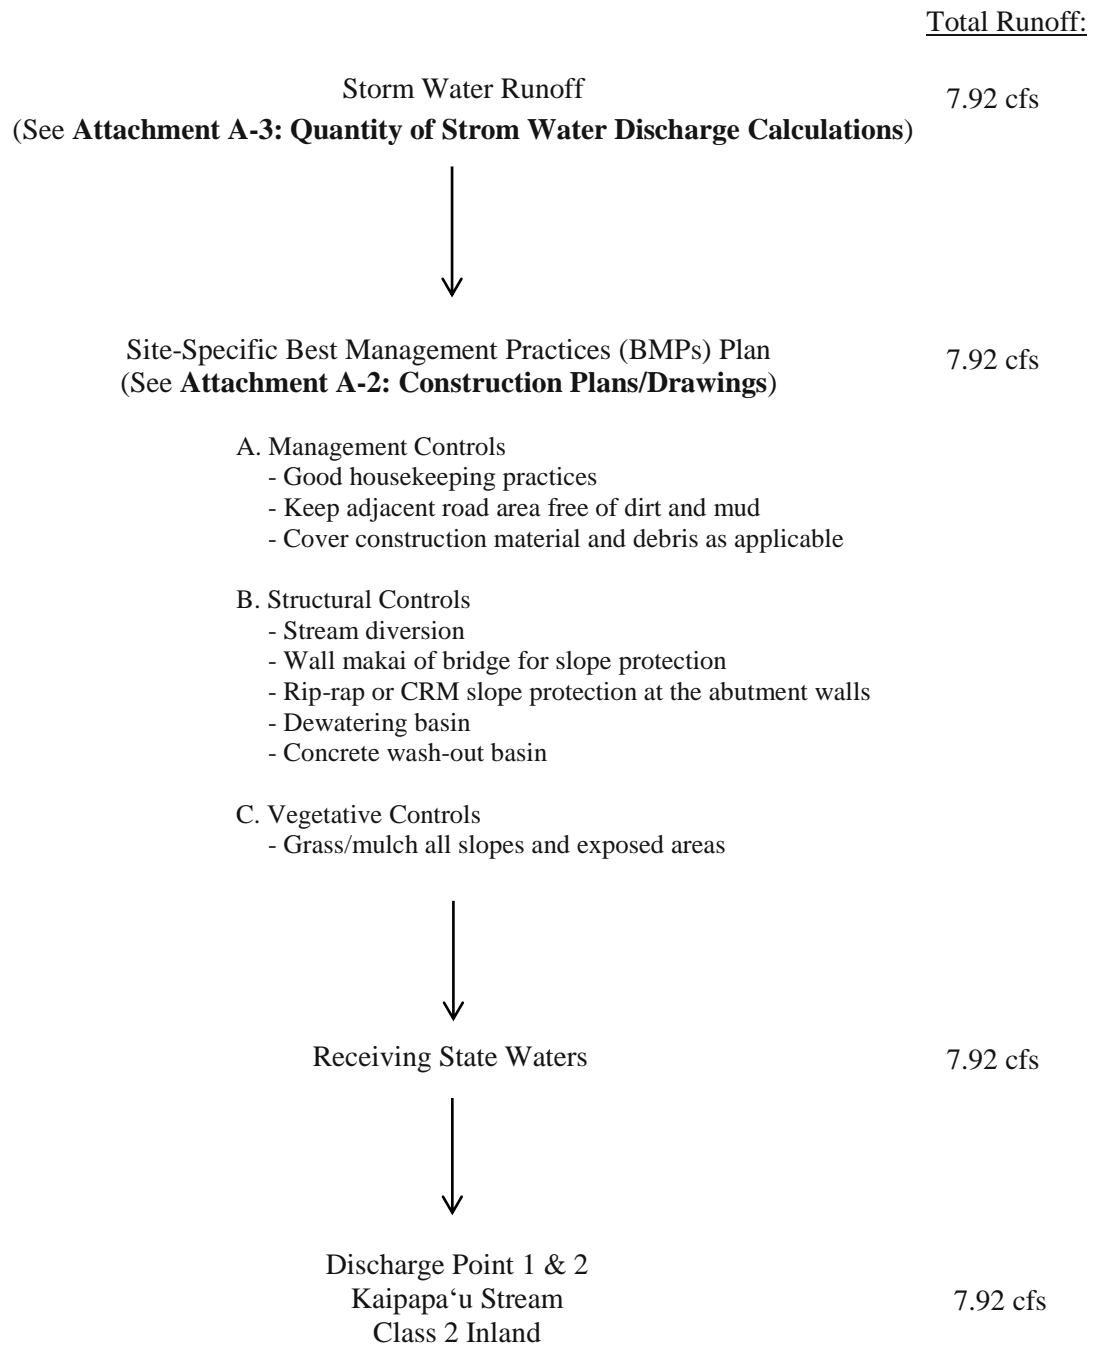 Total Runoff:
Storm Water Runoff
7.92 cfs
(See Attachment A-3: Quantity of Strom Water Discharge Calculations)
Site-Specific Best Management Practices (BMPs) Plan
7.92 cfs
(See Attachment A-2: Construction Plans/Drawings)
A. Management Controls
- Good housekeeping practices
- Keep adjacent road area free of dirt and mud
- Cover construction material and debris as applicable
B. Structural Controls
- Stream diversion
- Wall makai of bridge for slope protection
- Rip-rap or CRM slope protection at the abutment walls
- Dewatering basin
- Concrete wash-out basin
C. Vegetative Controls
- Grass/mulch all slopes and exposed areas
Receiving State Waters
7.92 cfs
Discharge Point 1 & 2
Kaipapa‘u Stream
7.92 cfs
Class 2 Inland